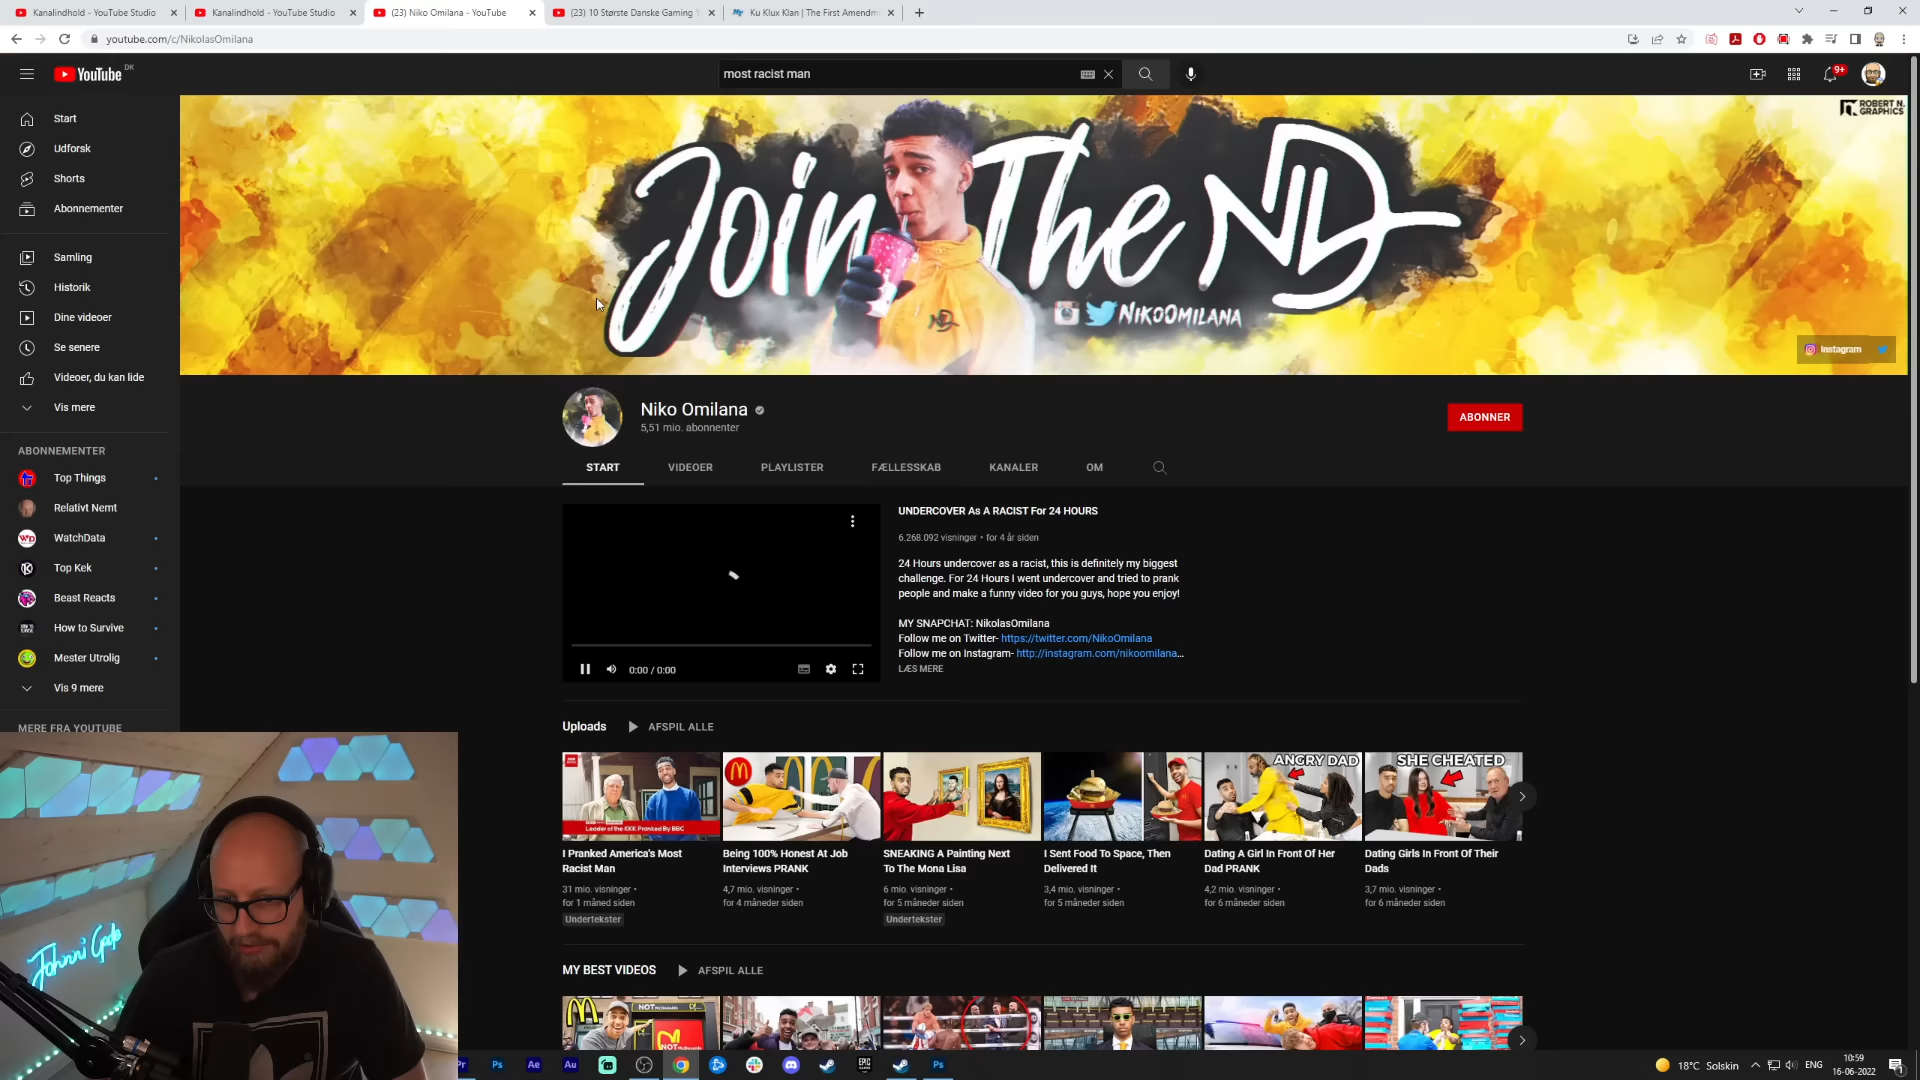 Kanalindhold - YouTube Studio
Kanalindhold - YouTube Studio
(23) Niko Omilana - YouTube
(23) 10 Største Danske Gaming Y
Ku Klux Klan | The First Amendm
youtube.com/c/NikolasOmilana
YouTube DK
most racist man
9+
Start
Udforsk
Shorts
Abonnementer
Samling
Historik
Dine videoer
Se senere
Videoer, du kan lide
Vis mere
ABONNEMENTER
Top Things
Relativt Nemt
WatchData
Top Kek
Beast Reacts
How to Survive
Mester Utrolig
Vis 9 mere
MERE FRA YOUTUBE
ROBERT N. GRAPHICS
Join The ND
NIKOOMILANA
Instagram
Niko Omilana
5,51 mio. abonnenter
ABONNER
START VIDEOER PLAYLISTER FÆLLESSKAB KANALER OM
0:00 / 0:00
UNDERCOVER As A RACIST For 24 HOURS
6.268.092 visninger • for 4 år siden
24 Hours undercover as a racist, this is definitely my biggest
challenge. For 24 Hours I went undercover and tried to prank
people and make a funny video for you guys, hope you enjoy!
MY SNAPCHAT: NikolasOmilana
Follow me on Twitter- https://twitter.com/NikoOmilana
Follow me on Instagram- http://instagram.com/nikoomilana...
LÆS MERE
Uploads AFSPIL ALLE
Leader of the KKK Pranked By BBC
ANGRY DAD
SHE CHEATED
I Pranked America's Most
Racist Man
31 mio. visninger •
for 1 måned siden
Undertekster
Being 100% Honest At Job
Interviews PRANK
4,7 mio. visninger •
for 4 måneder siden
SNEAKING A Painting Next
To The Mona Lisa
6 mio. visninger •
for 5 måneder siden
Undertekster
I Sent Food To Space, Then
Delivered It
3,4 mio. visninger •
for 5 måneder siden
Dating A Girl In Front Of Her
Dad PRANK
4,2 mio. visninger •
for 6 måneder siden
Dating Girls In Front Of Their
Dads
3,7 mio. visninger •
for 6 måneder siden
MY BEST VIDEOS AFSPIL ALLE
NOT
Johnni Gade
Pr Ps Ae Au Ps
18°C Solskin
ENG
10:59
16-06-2022